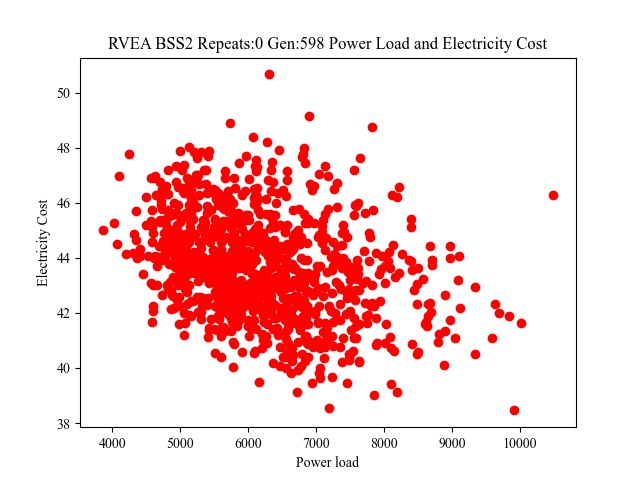 RVEA BSS2 Repeats:0 Gen:598 Power Load and Electricity Cost
50
48
46
44
42
40
38
Electricity Cost
4000 5000 6000 7000 8000 9000 10000
Power load